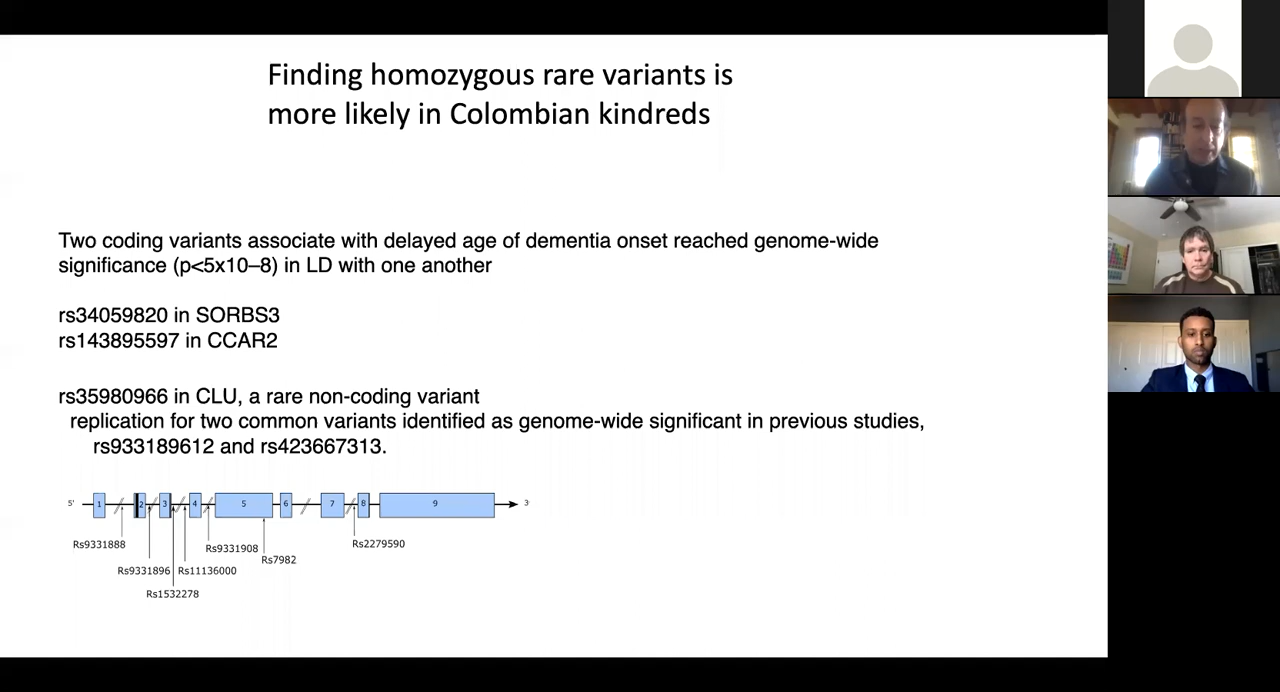 Finding homozygous rare variants is
more likely in Colombian kindreds
Two coding variants associate with delayed age of dementia onset reached genome-wide
significance (p<5x10–8) in LD with one another
rs34059820 in SORBS3
rs143895597 in CCAR2
rs35980966 in CLU, a rare non-coding variant
replication for two common variants identified as genome-wide significant in previous studies,
rs933189612 and rs423667313.
5' 1 2 3 4 5 6 7 8 9 3'
Rs9331888
Rs9331908
Rs2279590
Rs7982
Rs9331896
Rs11136000
Rs1532278